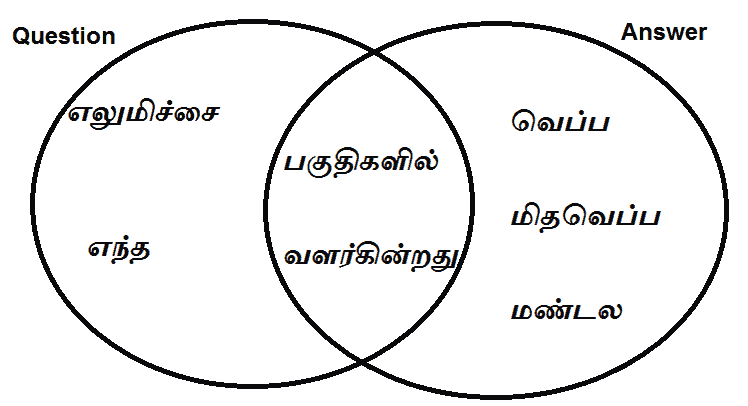 Question
Answer
எலுமிச்சை
எந்த
பகுதிகளில்
வளர்கின்றது
வெப்ப
மிதவெப்ப
மண்டல